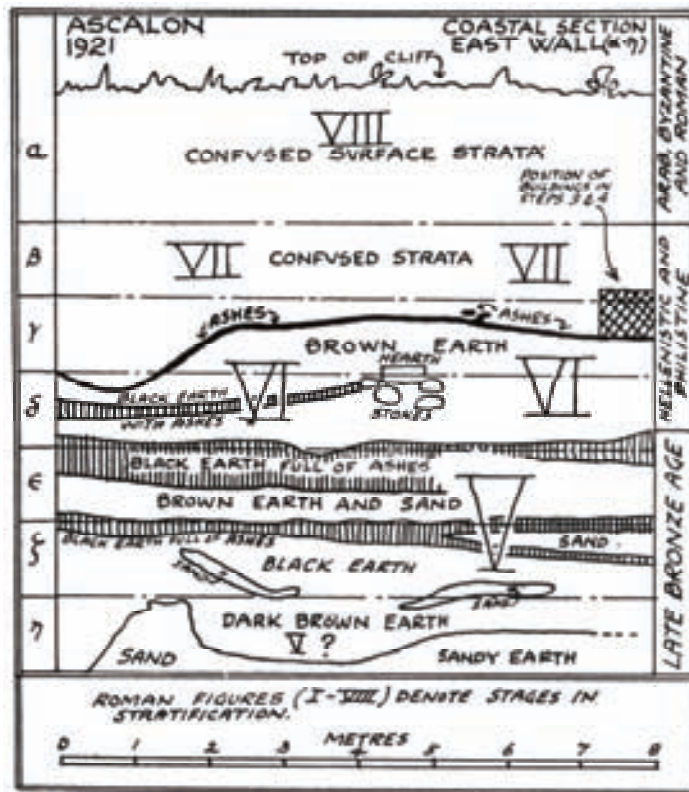 ASCALON
1921
COASTAL SECTION
EAST WALL (α-η)
TOP OF CLIFF
VIII
CONFVSED SURFACE STRATA
a
POSITION OF
BUILDINGS IN
STEPS 3 & 4
ARAB, BYZANTINE
AND ROMAN
β
VII
CONFUSED STRATA
VII
ASHES
ASHES
γ
BROWN EARTH
HEARTH
HELLENISTIC AND
PHILISTINE
δ
BLACK EARTH
WITH ASHES
VI
STONES
VI
ϵ
BLACK EARTH FULL OF ASHES
BROWN EARTH AND SAND
V
BLACK EARTH FULL OF ASHES
SAND
ζ
SAND
BLACK EARTH
SAND
LATE BRONZE AGE
η
DARK BROWN EARTH
V ?
SAND
SANDY EARTH
ROMAN FIGURES (I-VIII) DENOTE STAGES IN
STRATIFICATION.
METRES
0 1 2 3 4 5 6 7 8